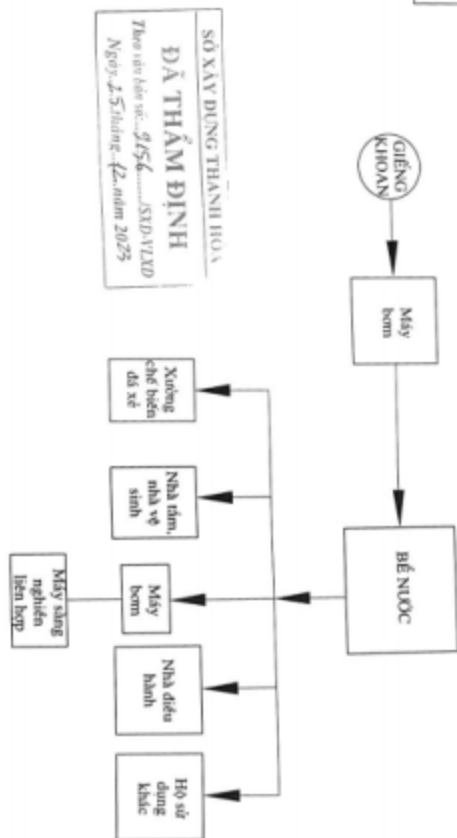 GIẾNG
KHOAN
Máy
bơm
BỂ NƯỚC
Xưởng
chế biến
đá xẻ
Nhà tắm,
nhà vệ
sinh
Máy
bơm
Nhà điều
hành
Hộ sử
dụng
khác
Máy sàng
nghiền
liên hợp
SỞ XÂY DỰNG THANH HÓA
ĐÃ THẨM ĐỊNH
Theo văn bản số: 9156 /SXD-VLXD
Ngày 15 tháng 12 năm 2023